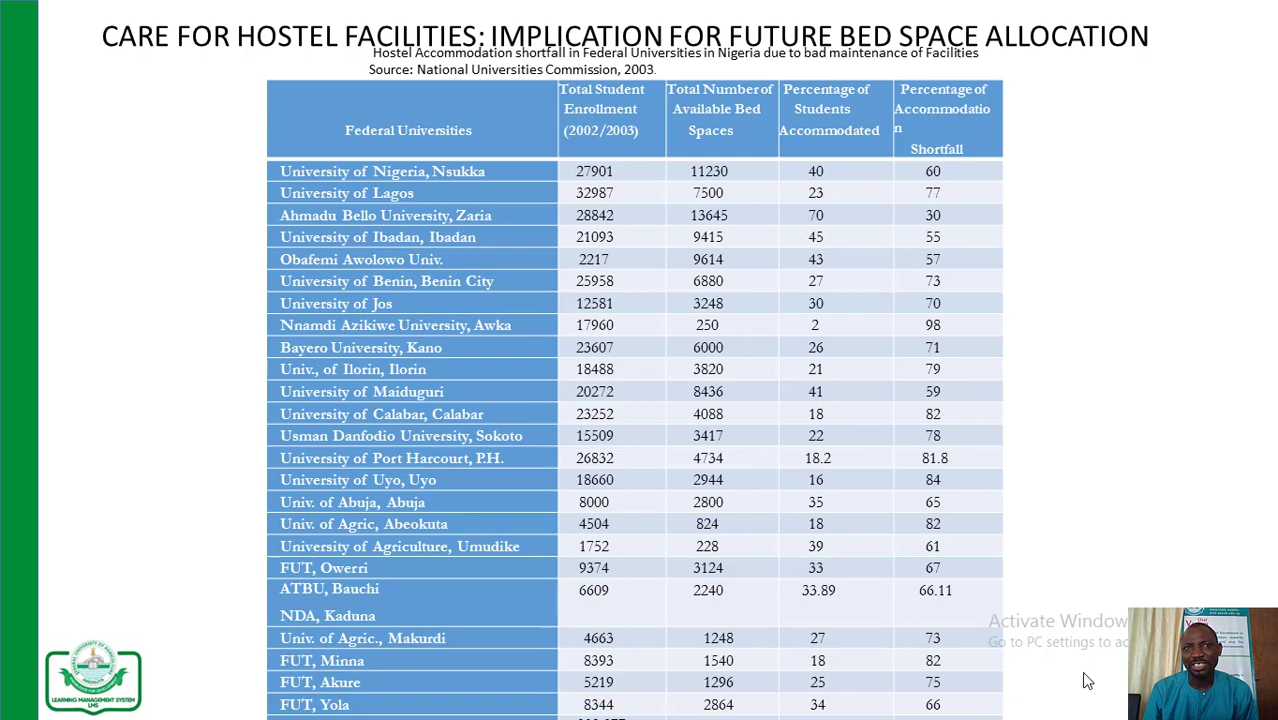 CARE FOR HOSTEL FACILITIES: IMPLICATION FOR FUTURE BED SPACE ALLOCATION
Hostel Accommodation shortfall in Federal Universities in Nigeria due to bad maintenance of Facilities
Source: National Universities Commission, 2003.
Federal Universities | Total Student Enrollment (2002/2003) | Total Number of Available Bed Spaces | Percentage of Students Accommodated | Percentage of Accommodatio n Shortfall
University of Nigeria, Nsukka 27901 11230 40 60
University of Lagos 32987 7500 23 77
Ahmadu Bello University, Zaria 28842 13645 70 30
University of Ibadan, Ibadan 21093 9415 45 55
Obafemi Awolowo Univ. 2217 9614 43 57
University of Benin, Benin City 25958 6880 27 73
University of Jos 12581 3248 30 70
Nnamdi Azikiwe University, Awka 17960 250 2 98
Bayero University, Kano 23607 6000 26 71
Univ., of Ilorin, Ilorin 18488 3820 21 79
University of Maiduguri 20272 8436 41 59
University of Calabar, Calabar 23252 4088 18 82
Usman Danfodio University, Sokoto 15509 3417 22 78
University of Port Harcourt, P.H. 26832 4734 18.2 81.8
University of Uyo, Uyo 18660 2944 16 84
Univ. of Abuja, Abuja 8000 2800 35 65
Univ. of Agric, Abeokuta 4504 824 18 82
University of Agriculture, Umudike 1752 228 39 61
FUT, Owerri 9374 3124 33 67
ATBU, Bauchi 6609 2240 33.89 66.11
NDA, Kaduna
Univ. of Agric., Makurdi 4663 1248 27 73
FUT, Minna 8393 1540 18 82
FUT, Akure 5219 1296 25 75
FUT, Yola 8344 2864 34 66
Activate Window
Go to PC settings to ac
LEARNING MANAGEMENT SYSTEM
LMS